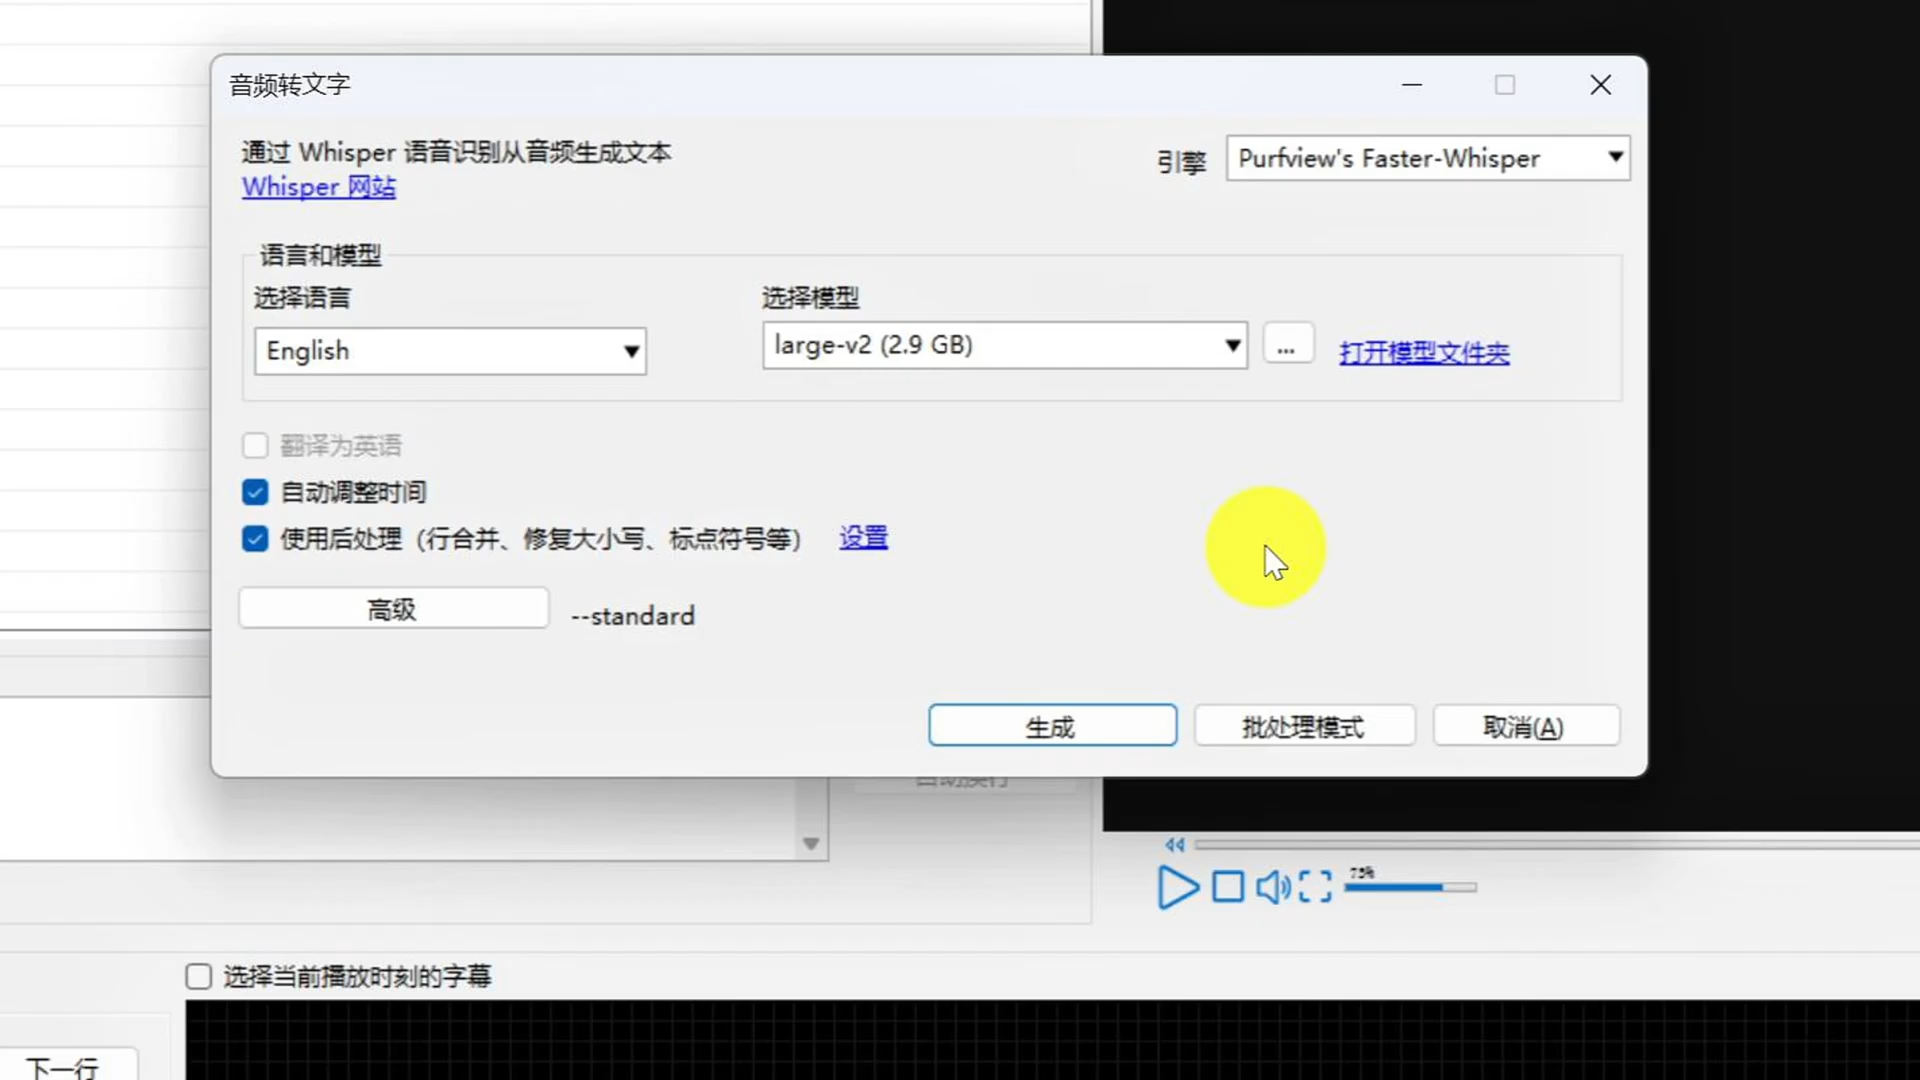 音频转文字
通过 Whisper 语音识别从音频生成文本
Whisper 网站
引擎
Purfview's Faster-Whisper
语言和模型
选择语言
选择模型
English
large-v2 (2.9 GB)
...
打开模型文件夹
翻译为英语
自动调整时间
使用后处理（行合并、修复大小写、标点符号等）
设置
高级
--standard
生成
批处理模式
取消(A)
75%
选择当前播放时刻的字幕
下一行